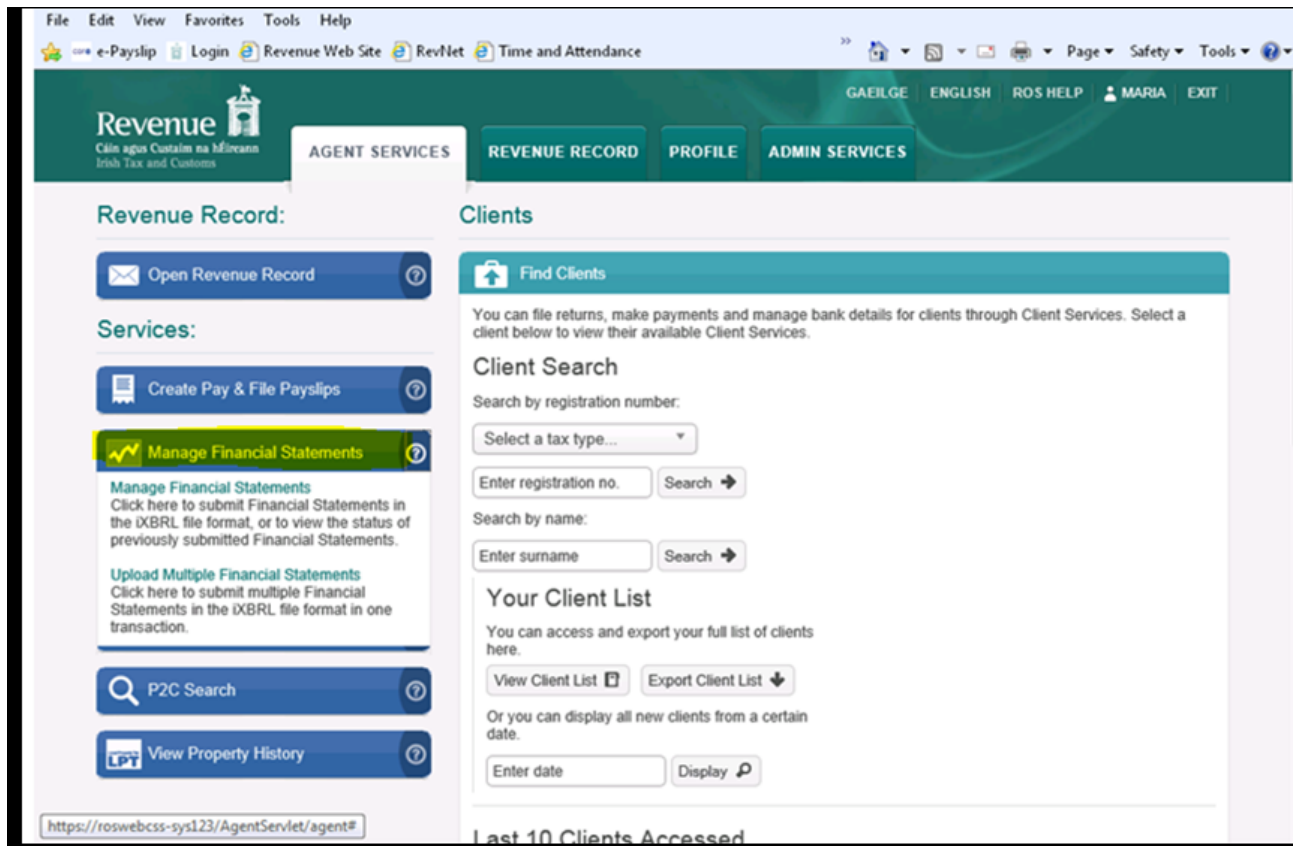 File Edit View Favorites Tools Help
e-Payslip Login Revenue Web Site RevNet Time and Attendance » Page Safety Tools
GAEILGE ENGLISH ROS HELP MARIA EXIT
Revenue
Cáin agus Custaim na hÉireann
Irish Tax and Customs
AGENT SERVICES REVENUE RECORD PROFILE ADMIN SERVICES
Revenue Record:
Open Revenue Record ?
Services:
Create Pay & File Payslips ?
Manage Financial Statements ?
Manage Financial Statements
Click here to submit Financial Statements in
the iXBRL file format, or to view the status of
previously submitted Financial Statements.
Upload Multiple Financial Statements
Click here to submit multiple Financial
Statements in the iXBRL file format in one
transaction.
P2C Search ?
LPT View Property History ?
Clients
Find Clients
You can file returns, make payments and manage bank details for clients through Client Services. Select a
client below to view their available Client Services.
Client Search
Search by registration number:
Select a tax type...
Enter registration no. Search
Search by name:
Enter surname Search
Your Client List
You can access and export your full list of clients
here.
View Client List Export Client List
Or you can display all new clients from a certain
date.
Enter date Display
Last 10 Clients Accessed
https://roswebcss-sys123/AgentServlet/agent#